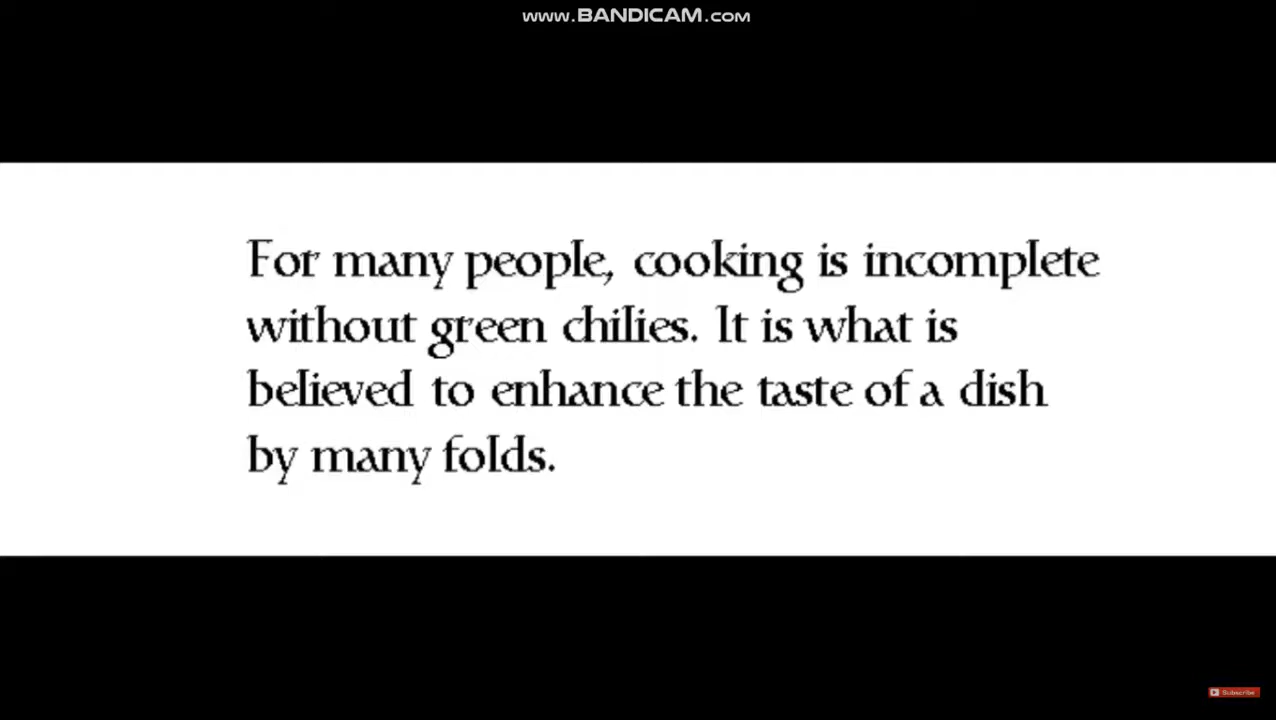 www.BANDICAM.COM
For many people, cooking is incomplete
without green chilies. It is what is
believed to enhance the taste of a dish
by many folds.
Subscribe